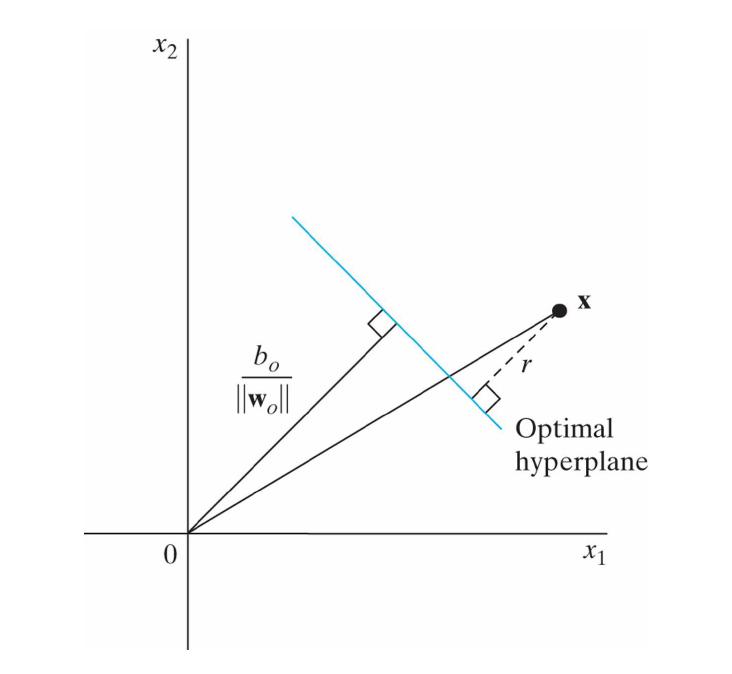 x₂
x
r
bₒ
||wₒ||
Optimal
hyperplane
0
x₁